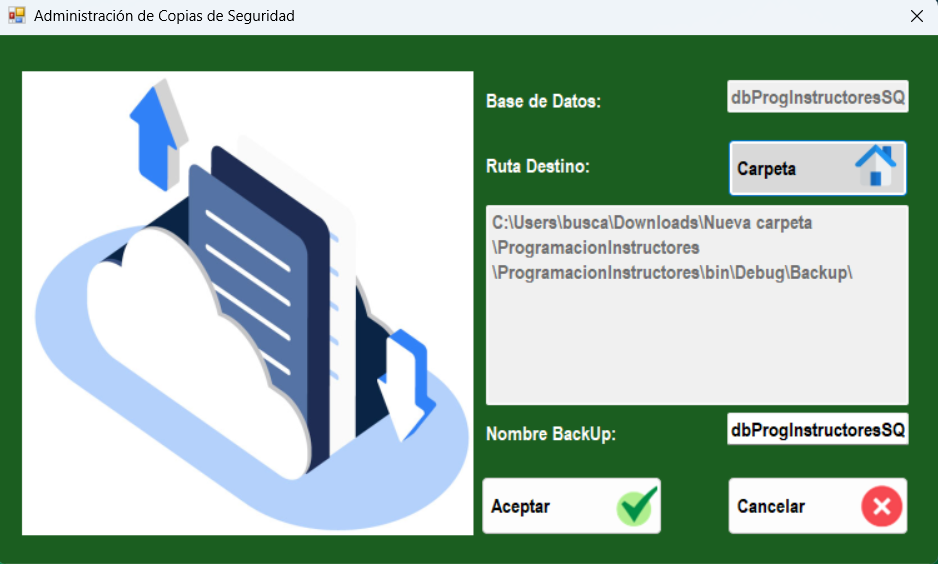 Administración de Copias de Seguridad
Base de Datos:
dbProgInstructoresSQ
Ruta Destino:
Carpeta
C:\Users\busca\Downloads\Nueva carpeta
\ProgramacionInstructores
\ProgramacionInstructores\bin\Debug\Backup\
Nombre BackUp:
dbProgInstructoresSQ
Aceptar
Cancelar